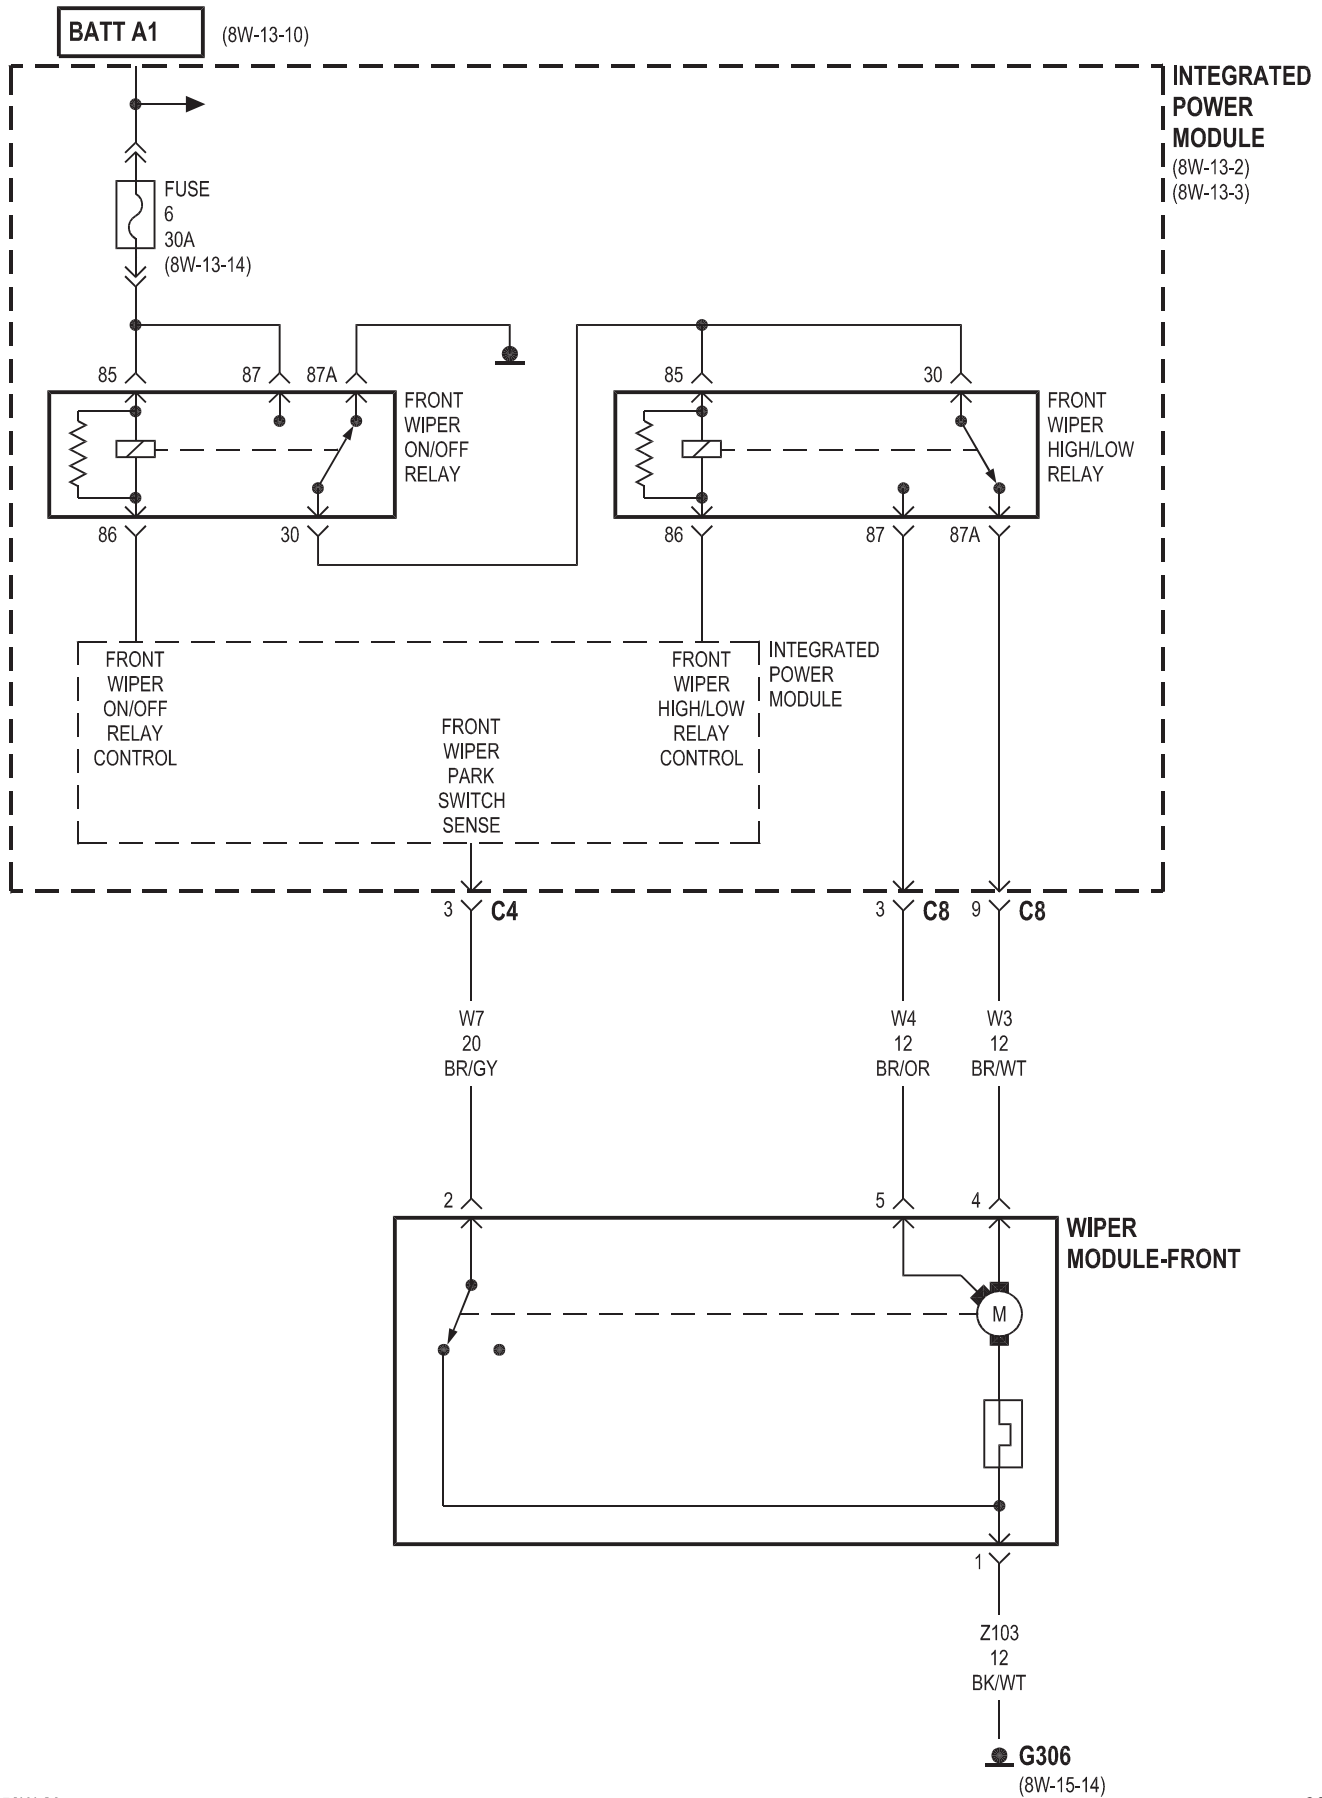 BATT A1
(8W-13-10)
INTEGRATED
POWER
MODULE
(8W-13-2)
(8W-13-3)
FUSE
6
30A
(8W-13-14)
85
87
87A
FRONT
WIPER
ON/OFF
RELAY
86
30
85
30
FRONT
WIPER
HIGH/LOW
RELAY
86
87
87A
FRONT
WIPER
ON/OFF
RELAY
CONTROL
FRONT
WIPER
PARK
SWITCH
SENSE
FRONT
WIPER
HIGH/LOW
RELAY
CONTROL
INTEGRATED
POWER
MODULE
3 C4
3 C8
9 C8
W7
20
BR/GY
W4
12
BR/OR
W3
12
BR/WT
2
5
4
WIPER
MODULE-FRONT
M
1
Z103
12
BK/WT
G306
(8W-15-14)